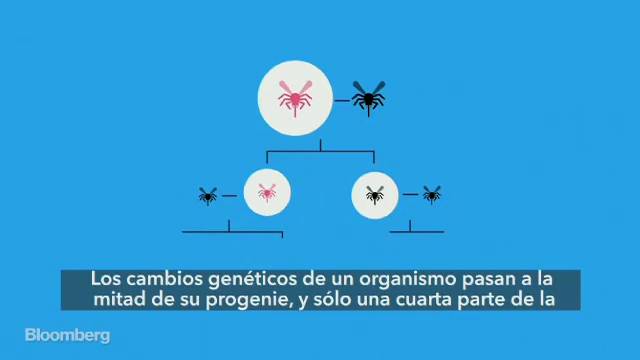 Los cambios genéticos de un organismo pasan a la
mitad de su progenie, y sólo una cuarta parte de la
Bloomberg